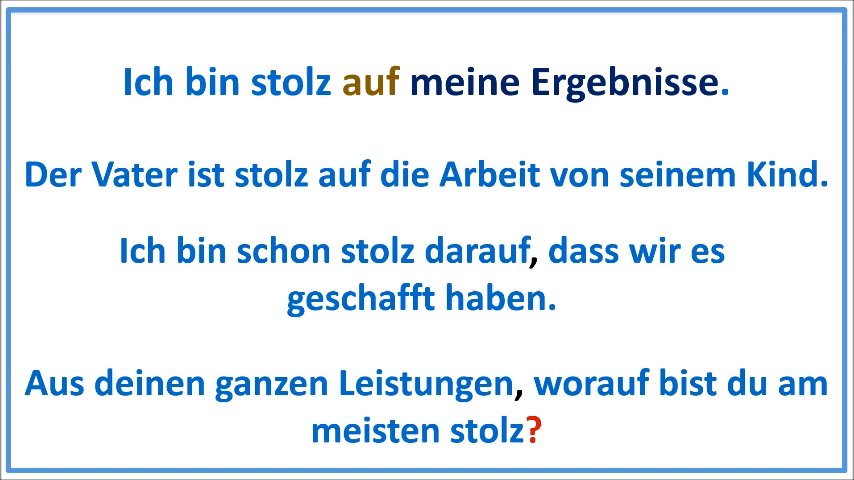 Ich bin stolz auf meine Ergebnisse.
Der Vater ist stolz auf die Arbeit von seinem Kind.
Ich bin schon stolz darauf, dass wir es
geschafft haben.
Aus deinen ganzen Leistungen, worauf bist du am
meisten stolz?